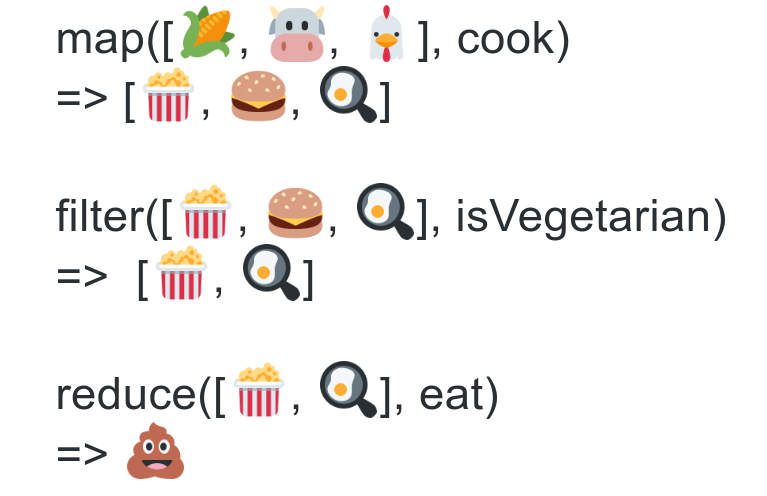 map([🌽, 🐮, 🐔], cook)
=> [🍿, 🍔, 🍳]
filter([🍿, 🍔, 🍳], isVegetarian)
=> [🍿, 🍳]
reduce([🍿, 🍳], eat)
=> 💩